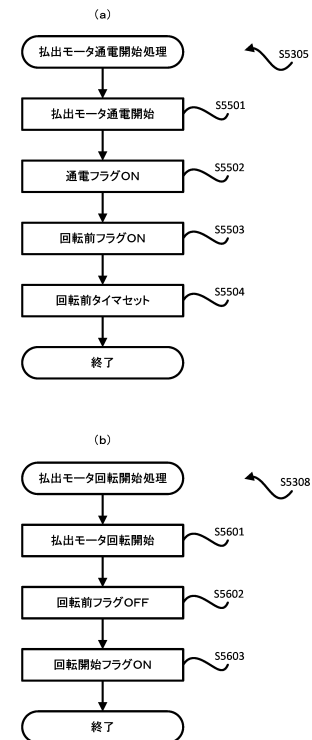 (a)
払出モータ通電開始処理
S5305
払出モータ通電開始
S5501
通電フラグON
S5502
回転前フラグON
S5503
回転前タイマセット
S5504
終了
(b)
払出モータ回転開始処理
S5308
払出モータ回転開始
S5601
回転前フラグOFF
S5602
回転開始フラグON
S5603
終了